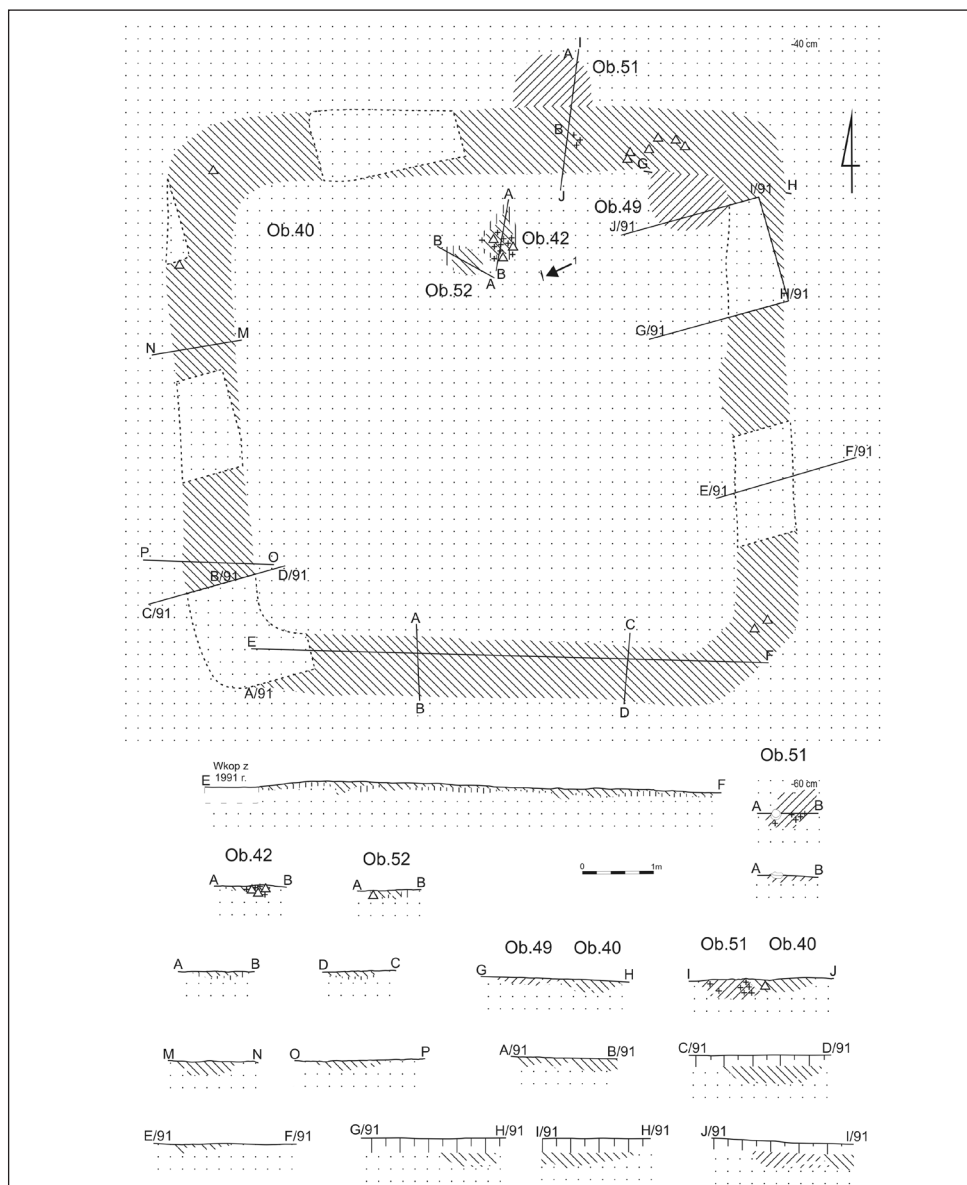 I
-40 cm
A
Ob.51
B
G
H
I/91
A
J
Ob.49
J/91
Ob.40
B
Ob.42
1
B
A
Ob.52
H/91
M
G/91
N
F/91
E/91
P
O
B/91
D/91
C/91
A
C
E
F
A/91
B
D
Ob.51
Wkop z
E 1991 r. F
-60 cm
A B
Ob.42 Ob.52
0 1m
A B A B A B
Ob.49 Ob.40 Ob.51 Ob.40
A B D C G H I J
M N O P A/91 B/91 C/91 D/91
E/91 F/91 G/91 H/91 I/91 H/91 J/91 I/91